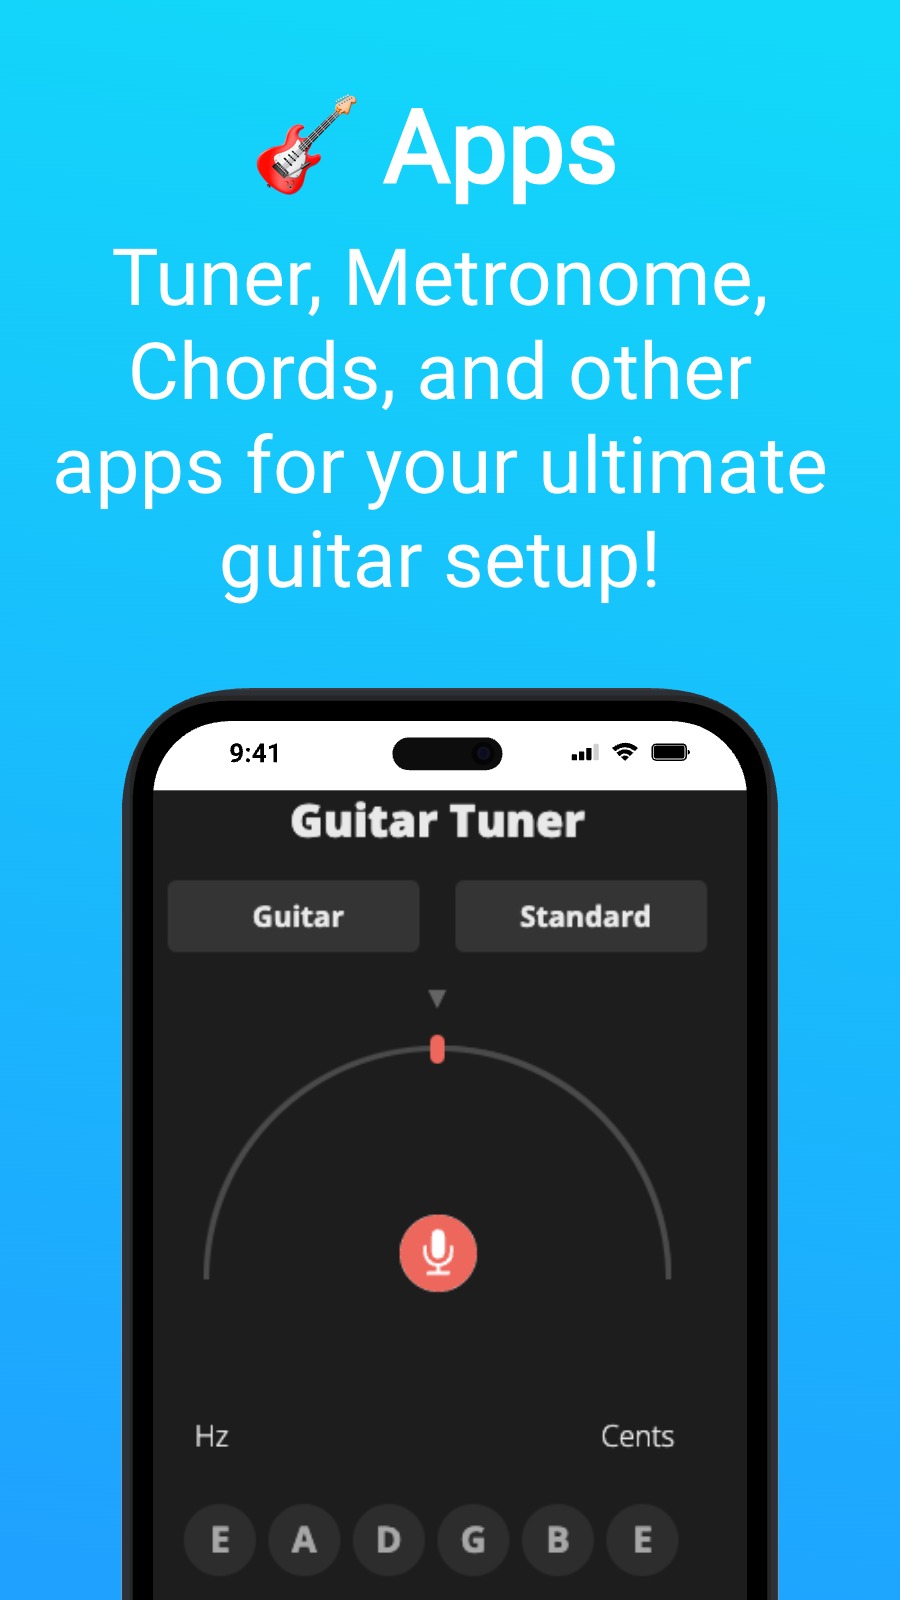 Apps
Tuner, Metronome,
Chords, and other
apps for your ultimate
guitar setup!
9:41
Guitar Tuner
Guitar Standard
Hz Cents
E A D G B E